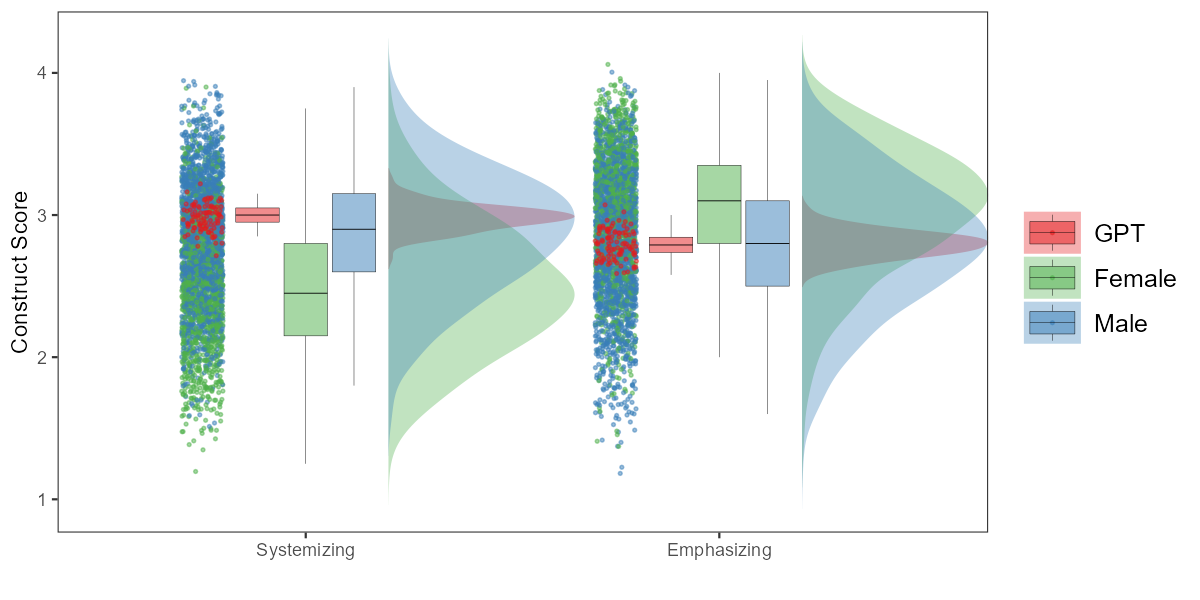 Construct Score
4
3
2
1
Systemizing
Emphasizing
GPT
Female
Male